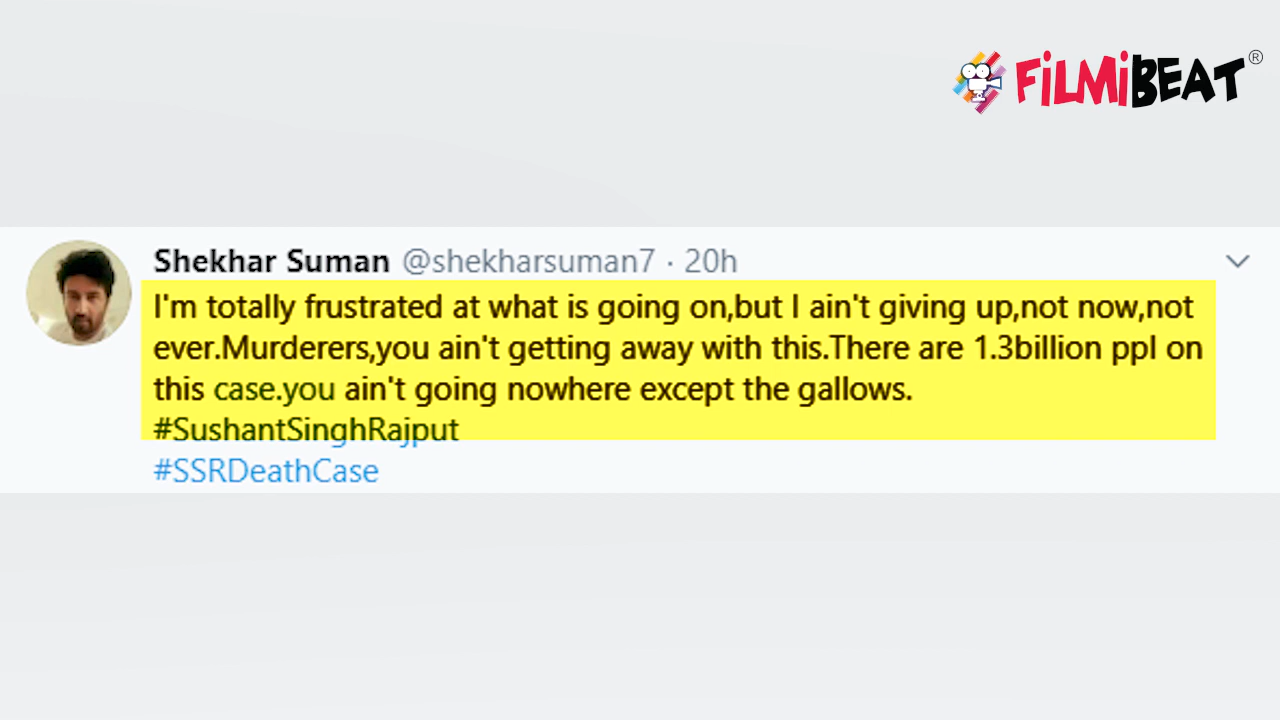 FiLMiBEAT®
Shekhar Suman @shekharsuman7 · 20h
I'm totally frustrated at what is going on,but I ain't giving up,not now,not
ever.Murderers,you ain't getting away with this.There are 1.3billion ppl on
this case.you ain't going nowhere except the gallows.
#SushantSinghRajput
#SSRDeathCase